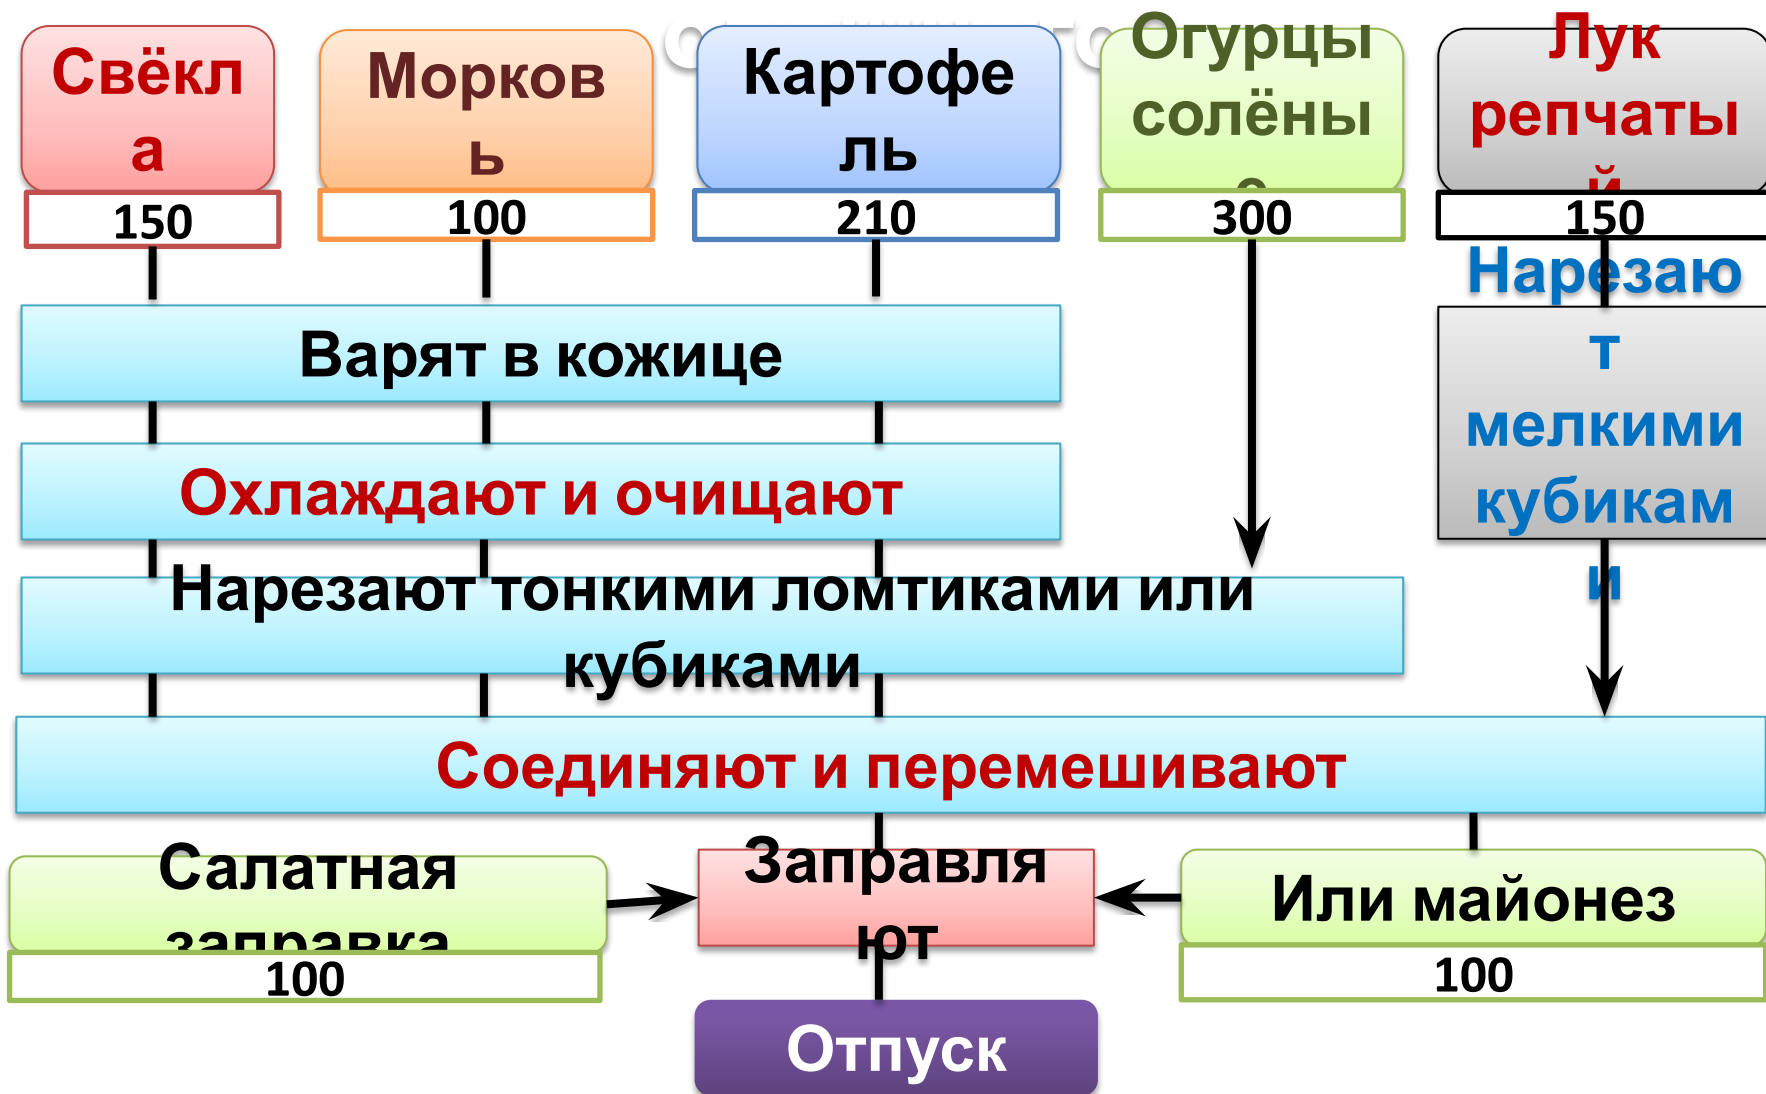 Свёкл
а
150
Морков
ь
100
Картофе
ль
210
Огурцы
солёны
е
300
Лук
репчаты
й
150
Варят в кожице
Нарезаю
т
мелкими
кубикам
и
Охлаждают и очищают
Нарезают тонкими ломтиками или
кубиками
Соединяют и перемешивают
Салатная
заправка
100
Заправля
ют
Или майонез
100
Отпуск